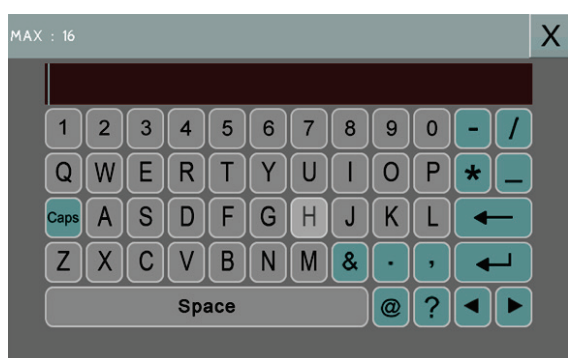 MAX : 16 X
1 2 3 4 5 6 7 8 9 0 - /
Q W E R T Y U I O P * _
Caps A S D F G H J K L ←
Z X C V B N M & . , ↵
Space @ ? ◀ ▶